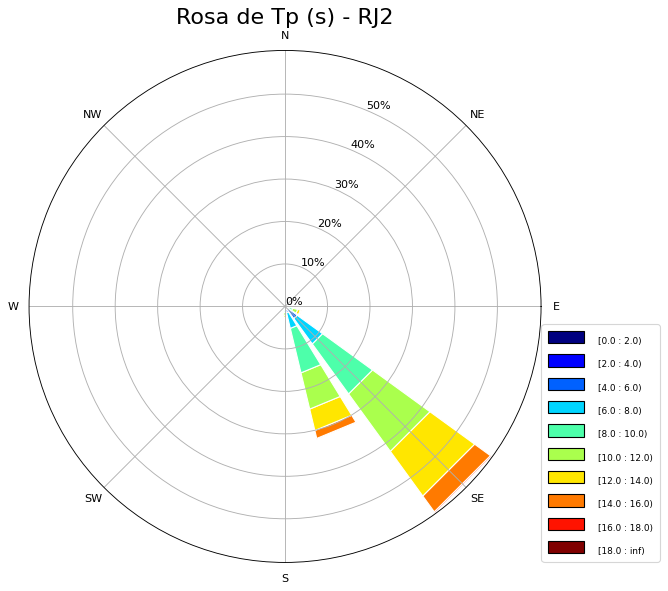 Rosa de Tp (s) - RJ2
N
NW
NE
50%
40%
30%
20%
10%
0%
W
E
SW
SE
S
[0.0 : 2.0)
[2.0 : 4.0)
[4.0 : 6.0)
[6.0 : 8.0)
[8.0 : 10.0)
[10.0 : 12.0)
[12.0 : 14.0)
[14.0 : 16.0)
[16.0 : 18.0)
[18.0 : inf)